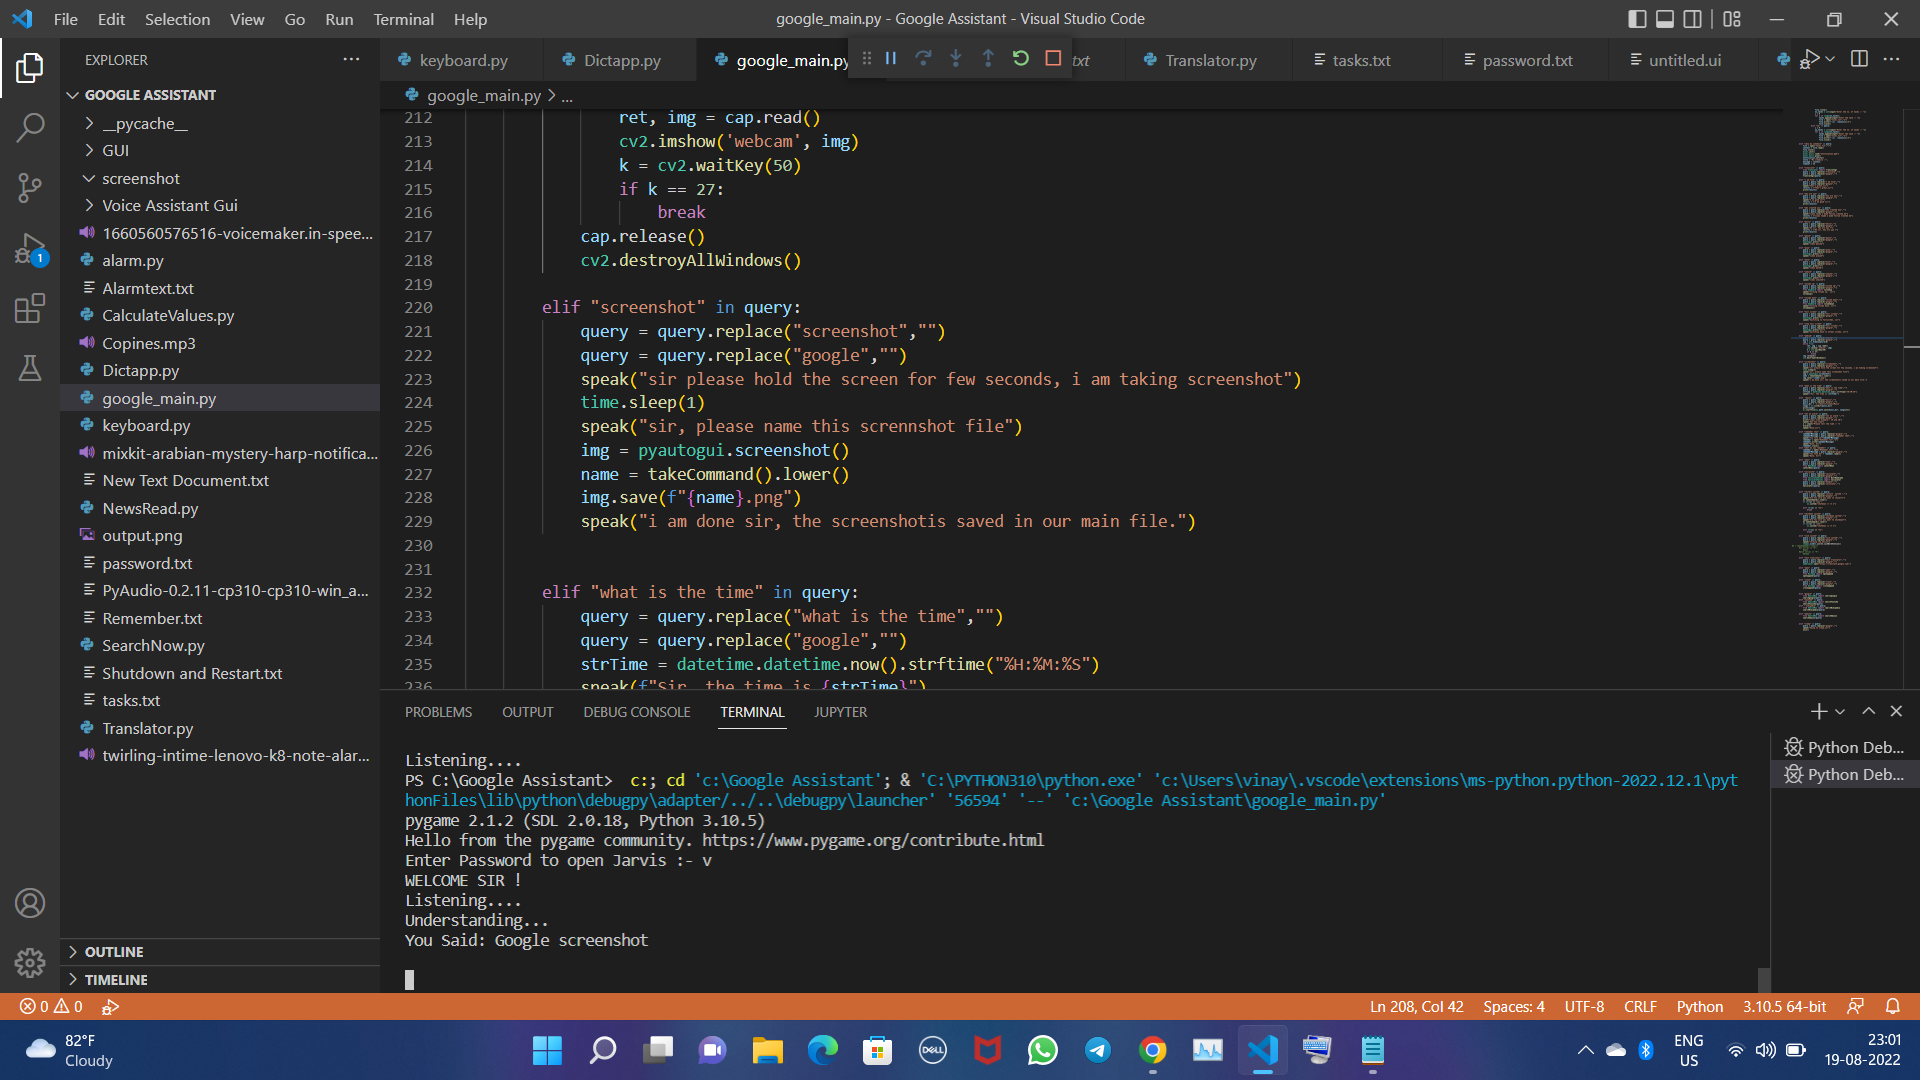 File Edit Selection View Go Run Terminal Help
google_main.py - Google Assistant - Visual Studio Code
EXPLORER
keyboard.py
Dictapp.py
google_main.py
txt
Translator.py
tasks.txt
password.txt
untitled.ui
GOOGLE ASSISTANT
__pycache__
GUI
screenshot
Voice Assistant Gui
1660560576516-voicemaker.in-spee...
alarm.py
Alarmtext.txt
CalculateValues.py
Copines.mp3
Dictapp.py
google_main.py
keyboard.py
mixkit-arabian-mystery-harp-notifica...
New Text Document.txt
NewsRead.py
output.png
password.txt
PyAudio-0.2.11-cp310-cp310-win_a...
Remember.txt
SearchNow.py
Shutdown and Restart.txt
tasks.txt
Translator.py
twirling-intime-lenovo-k8-note-alar...
OUTLINE
TIMELINE
1
google_main.py > ...
212 ret, img = cap.read()
213 cv2.imshow('webcam', img)
214 k = cv2.waitKey(50)
215 if k == 27:
216 break
217 cap.release()
218 cv2.destroyAllWindows()
219
220 elif "screenshot" in query:
221 query = query.replace("screenshot","")
222 query = query.replace("google","")
223 speak("sir please hold the screen for few seconds, i am taking screenshot")
224 time.sleep(1)
225 speak("sir, please name this scrennshot file")
226 img = pyautogui.screenshot()
227 name = takeCommand().lower()
228 img.save(f"{name}.png")
229 speak("i am done sir, the screenshotis saved in our main file.")
230
231
232 elif "what is the time" in query:
233 query = query.replace("what is the time","")
234 query = query.replace("google","")
235 strTime = datetime.datetime.now().strftime("%H:%M:%S")
236 speak(f"Sir, the time is {strTime}")
PROBLEMS OUTPUT DEBUG CONSOLE TERMINAL JUPYTER
Listening....
PS C:\Google Assistant>  c:; cd 'c:\Google Assistant'; & 'C:\PYTHON310\python.exe' 'c:\Users\vinay\.vscode\extensions\ms-python.python-2022.12.1\pyt
honFiles\lib\python\debugpy\adapter/../..\debugpy\launcher' '56594' '--' 'c:\Google Assistant\google_main.py'
pygame 2.1.2 (SDL 2.0.18, Python 3.10.5)
Hello from the pygame community. https://www.pygame.org/contribute.html
Enter Password to open Jarvis :- v
WELCOME SIR !
Listening....
Understanding...
You Said: Google screenshot
Python Deb...
Python Deb...
0 0
Ln 208, Col 42 Spaces: 4 UTF-8 CRLF Python 3.10.5 64-bit
82°F
Cloudy
DELL
ENG
US
23:01
19-08-2022